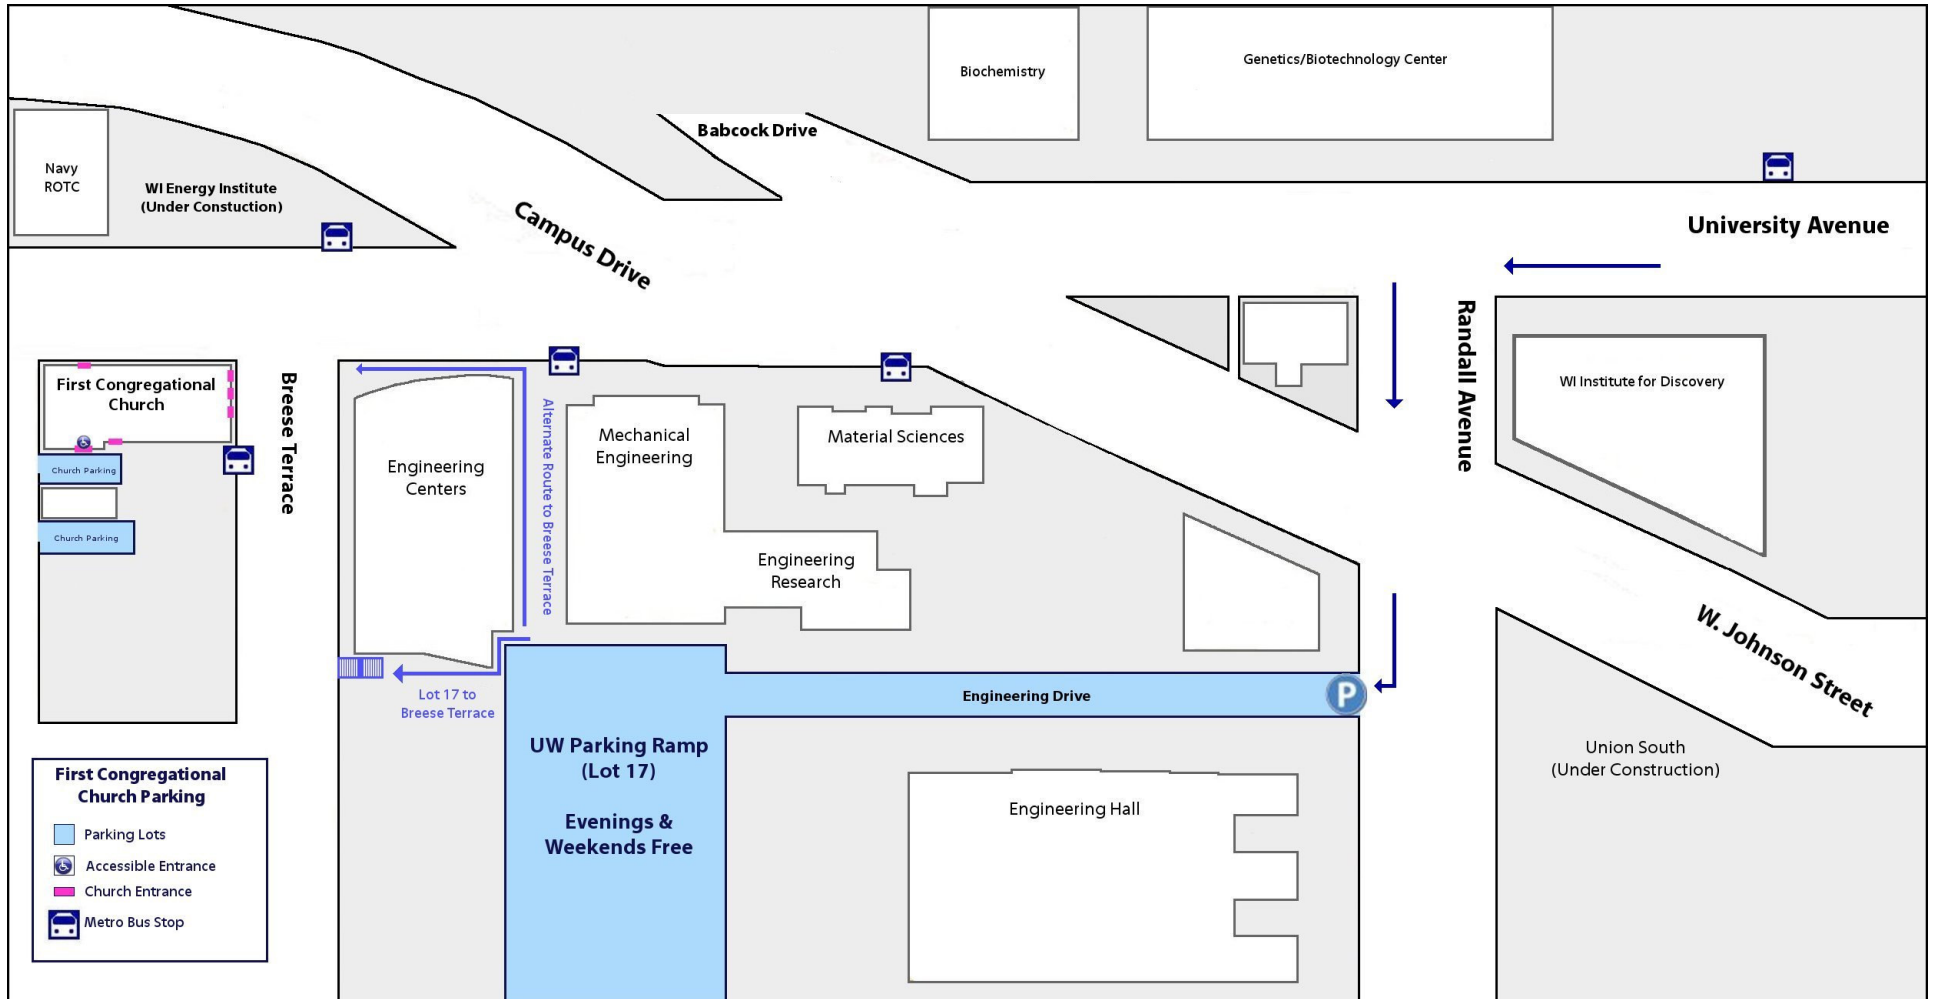 Biochemistry
Genetics/Biotechnology Center
Babcock Drive
Navy
ROTC
WI Energy Institute
(Under Constuction)
Campus Drive
University Avenue
Randall Avenue
WI Institute for Discovery
First Congregational
Church
Breese Terrace
Church Parking
Church Parking
Engineering
Centers
Alternate Route to Breese Terrace
Mechanical
Engineering
Material Sciences
Engineering
Research
W. Johnson Street
Lot 17 to
Breese Terrace
Engineering Drive
P
UW Parking Ramp
(Lot 17)
Evenings &
Weekends Free
Union South
(Under Construction)
Engineering Hall
First Congregational
Church Parking
Parking Lots
Accessible Entrance
Church Entrance
Metro Bus Stop